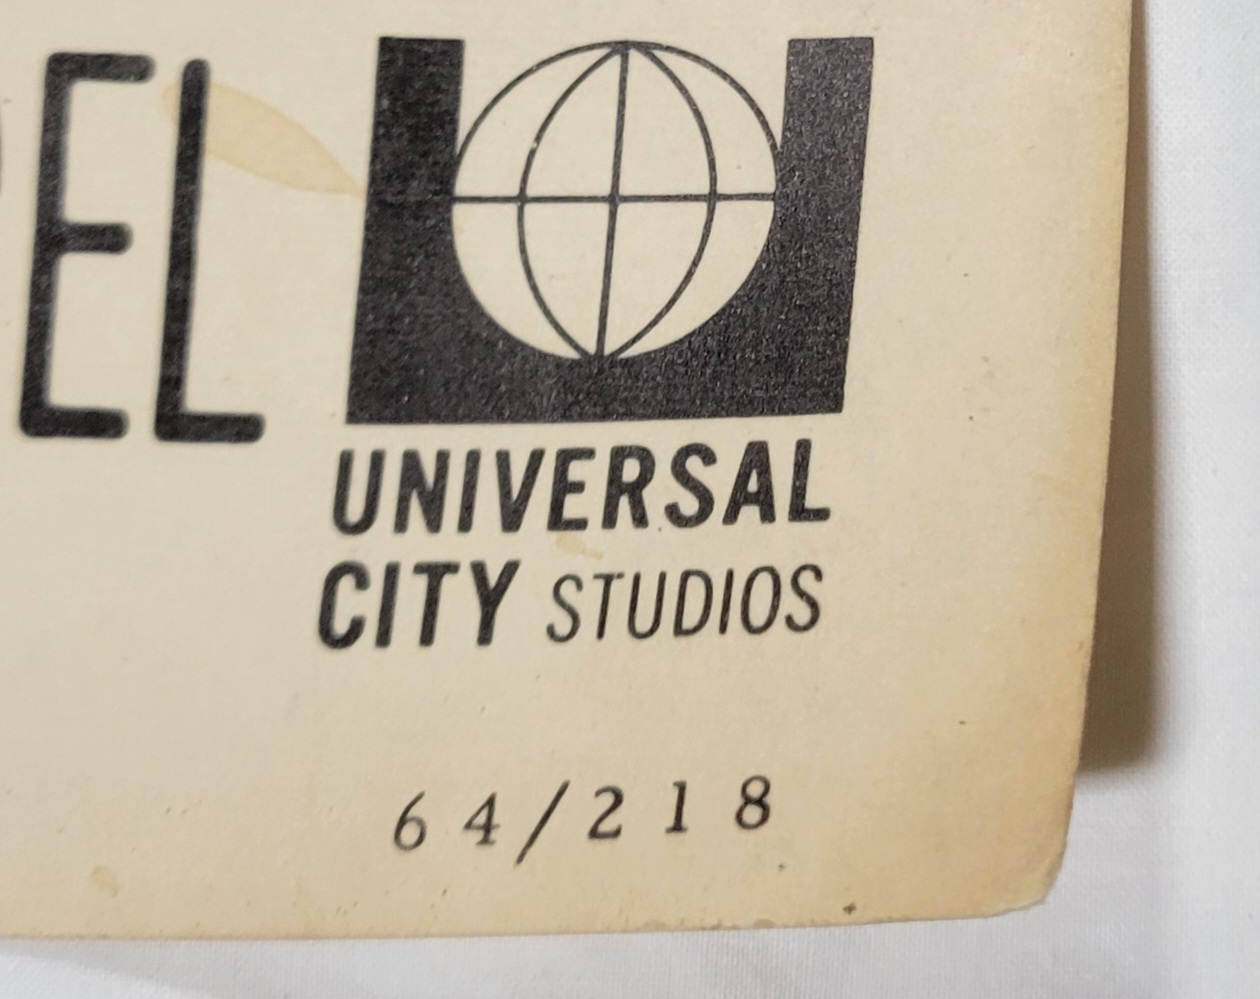 EL
UNIVERSAL
CITY STUDIOS
64/218